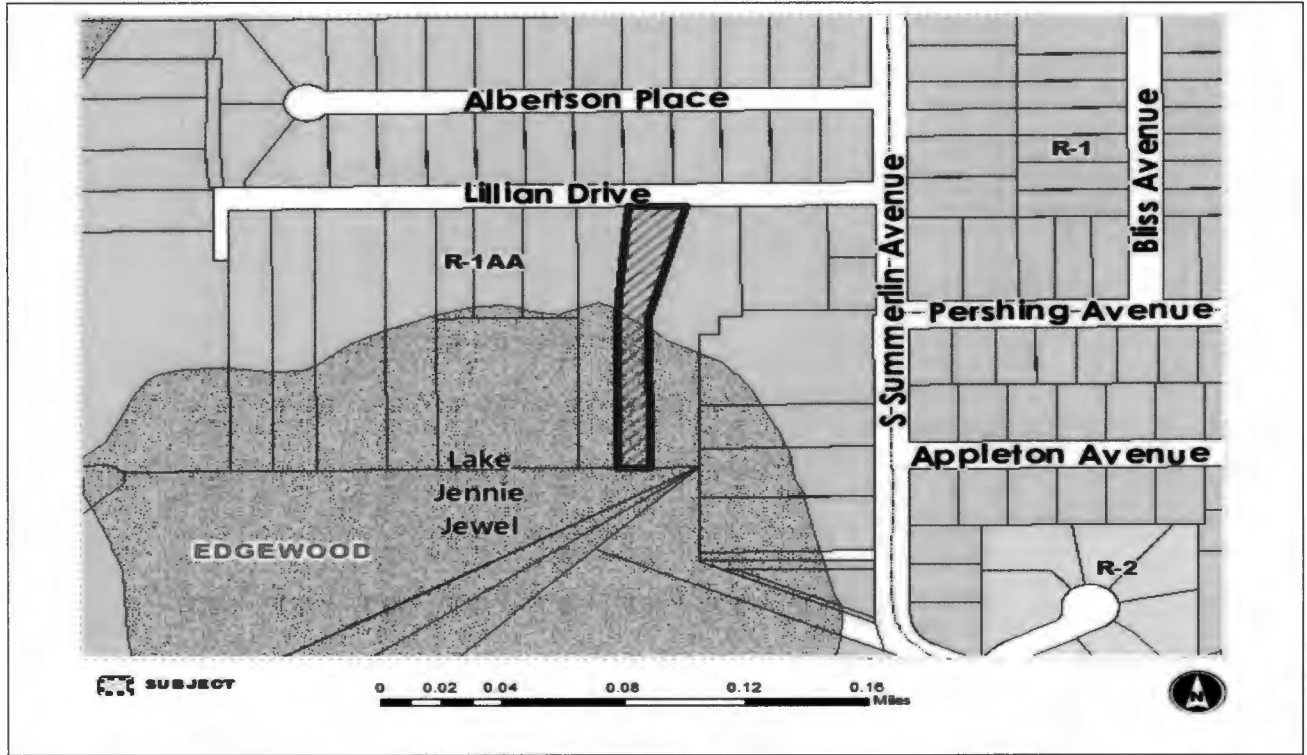 Albertson Place
R-1
Bliss Avenue
Lillian Drive
S-Summerlin-Avenue
R-1AA
Pershing-Avenue
Lake
Jennie
Jewel
Appleton Avenue
EDGEWOOD
R-2
SUBJECT
0 0.02 0.04 0.08 0.12 0.16
Miles
N